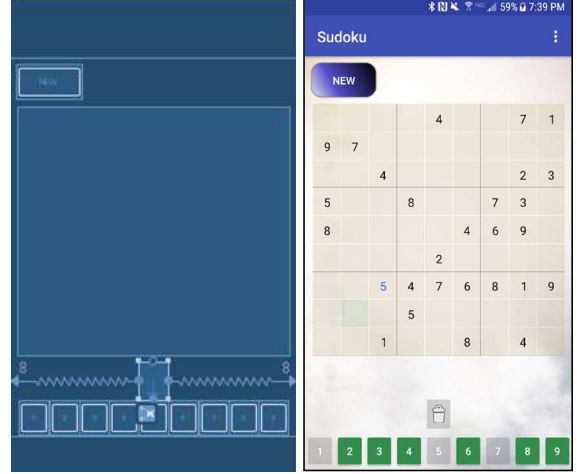 NEW
8 8
59% 7:39 PM
Sudoku
NEW
4 7 1
9 7
4 2 3
5 8 7 3
8 4 6 9
2
5 4 7 6 8 1 9
5
1 8 4
1 2 3 4 5 6 7 8 9